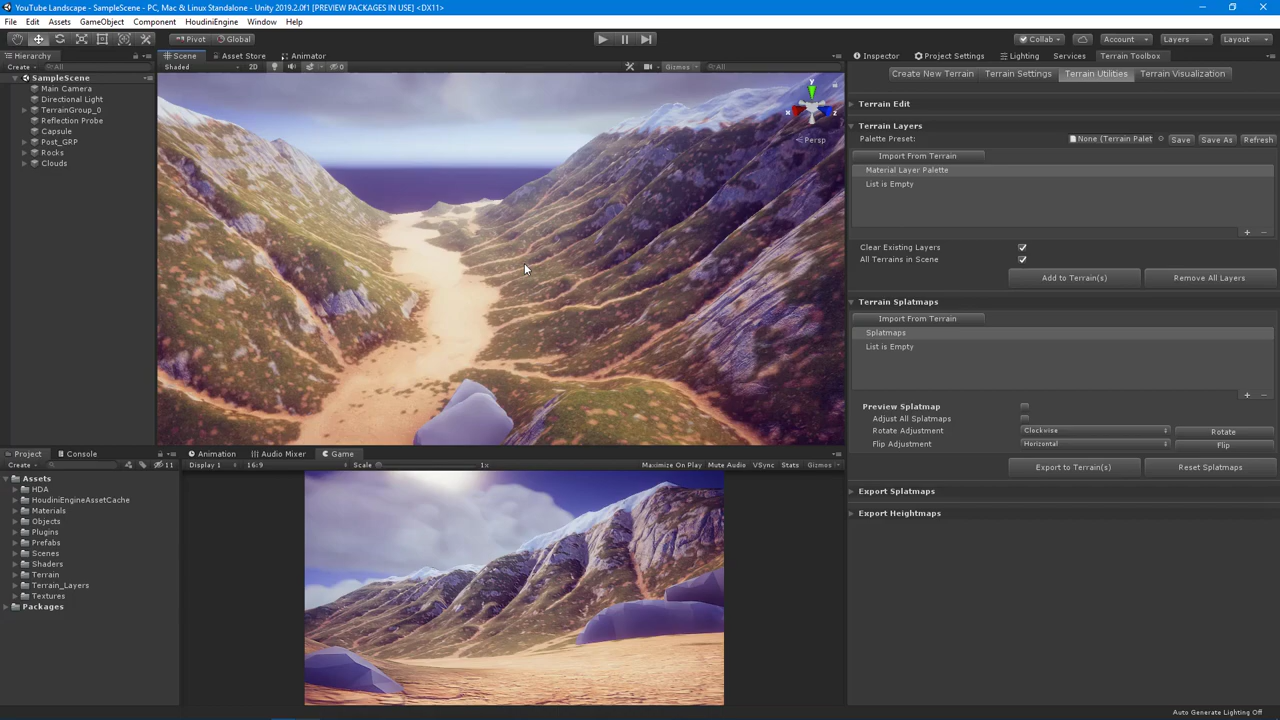 YouTube Landscape - SampleScene - PC, Mac & Linux Standalone - Unity 2019.2.0f1 [PREVIEW PACKAGES IN USE] <DX11>
File Edit Assets GameObject Component HoudiniEngine Window Help
Pivot Global Collab Account Layers Layout
Hierarchy
Create All
SampleScene
Main Camera
Directional Light
TerrainGroup_0
Reflection Probe
Capsule
Post_GRP
Rocks
Clouds
Scene Asset Store Animator
Shaded 2D 0 Gizmos All
y
x z
Persp
Inspector Project Settings Lighting Services Terrain Toolbox
Create New Terrain Terrain Settings Terrain Utilities Terrain Visualization
Terrain Edit
Terrain Layers
Palette Preset: None (Terrain Palet Save Save As Refresh
Import From Terrain
Material Layer Palette
List is Empty
+ −
Clear Existing Layers
All Terrains in Scene
Add to Terrain(s) Remove All Layers
Terrain Splatmaps
Import From Terrain
Splatmaps
List is Empty
+ −
Preview Splatmap
Adjust All Splatmaps
Rotate Adjustment Clockwise Rotate
Flip Adjustment Horizontal Flip
Export to Terrain(s) Reset Splatmaps
Export Splatmaps
Export Heightmaps
Project Console
Create 11
Assets
HDA
HoudiniEngineAssetCache
Materials
Objects
Plugins
Prefabs
Scenes
Shaders
Terrain
Terrain_Layers
Textures
Packages
Animation Audio Mixer Game
Display 1 16:9 Scale 1x Maximize On Play Mute Audio VSync Stats Gizmos
Auto Generate Lighting Off